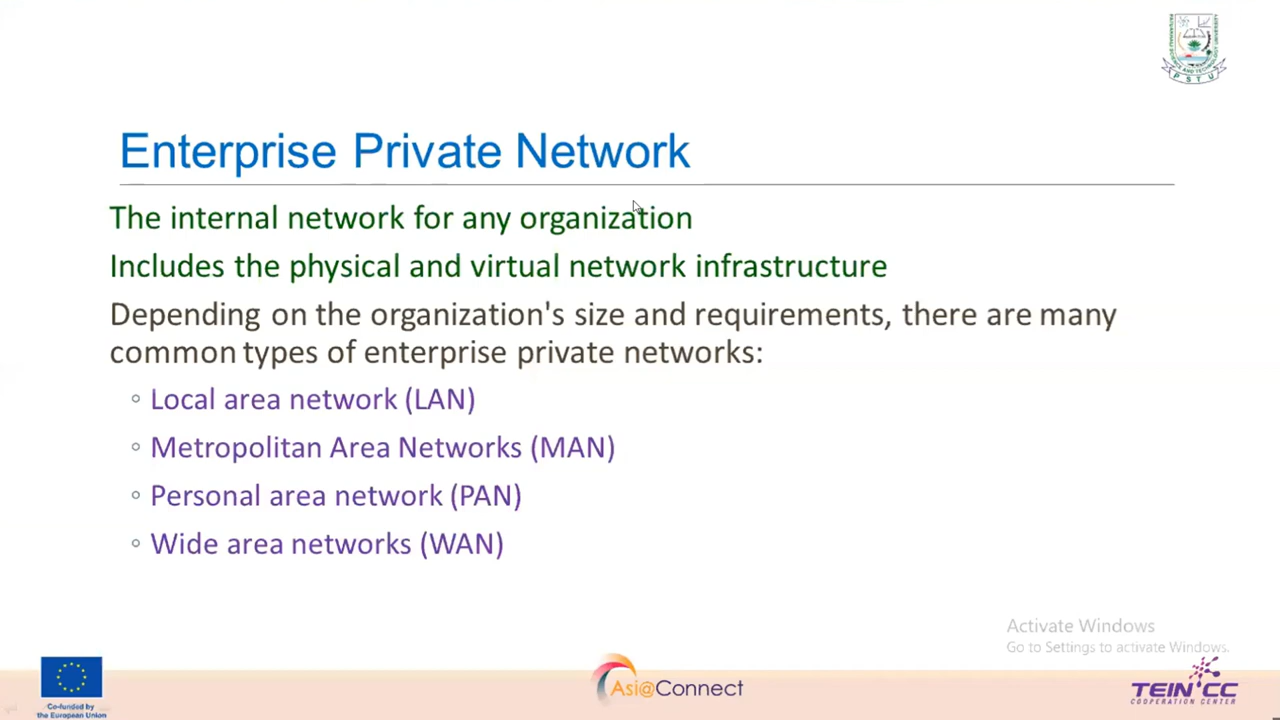 Enterprise Private Network
The internal network for any organization
Includes the physical and virtual network infrastructure
Depending on the organization's size and requirements, there are many
common types of enterprise private networks:
◦ Local area network (LAN)
◦ Metropolitan Area Networks (MAN)
◦ Personal area network (PAN)
◦ Wide area networks (WAN)
Activate Windows
Go to Settings to activate Windows.
Co-funded by
the European Union
Asi@Connect
TEIN*CC
COOPERATION CENTER
PSTU